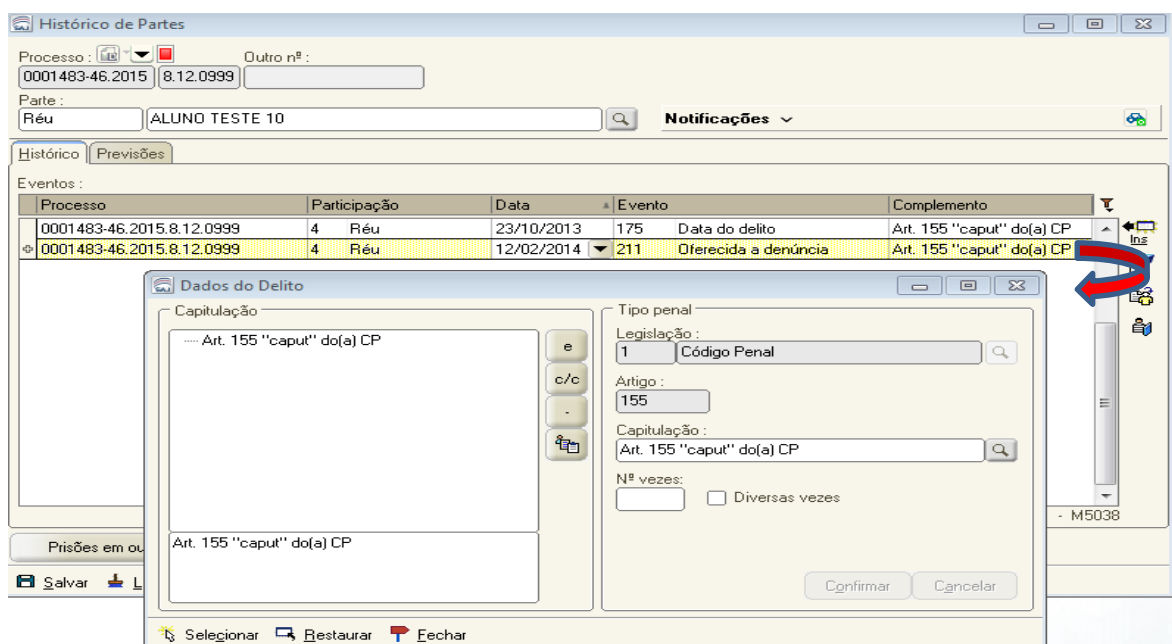 Histórico de Partes
Processo : Outro nº :
0001483-46.2015 8.12.0999
Parte :
Réu ALUNO TESTE 10 Notificações
Histórico Previsões
Eventos :
Processo Participação Data Evento Complemento
0001483-46.2015.8.12.0999 4 Réu 23/10/2013 175 Data do delito Art. 155 "caput" do(a) CP
0001483-46.2015.8.12.0999 4 Réu 12/02/2014 211 Oferecida a denúncia Art. 155 "caput" do(a) CP
Ins
Dados do Delito
Capitulação Tipo penal
Art. 155 "caput" do(a) CP
Legislação :
e 1 Código Penal
c/c Artigo :
. 155
Capitulação :
Art. 155 "caput" do(a) CP
Nº vezes:
Diversas vezes
- M5038
Prisões em ou
Art. 155 "caput" do(a) CP
Salvar L
Confirmar Cancelar
Selecionar Restaurar Fechar